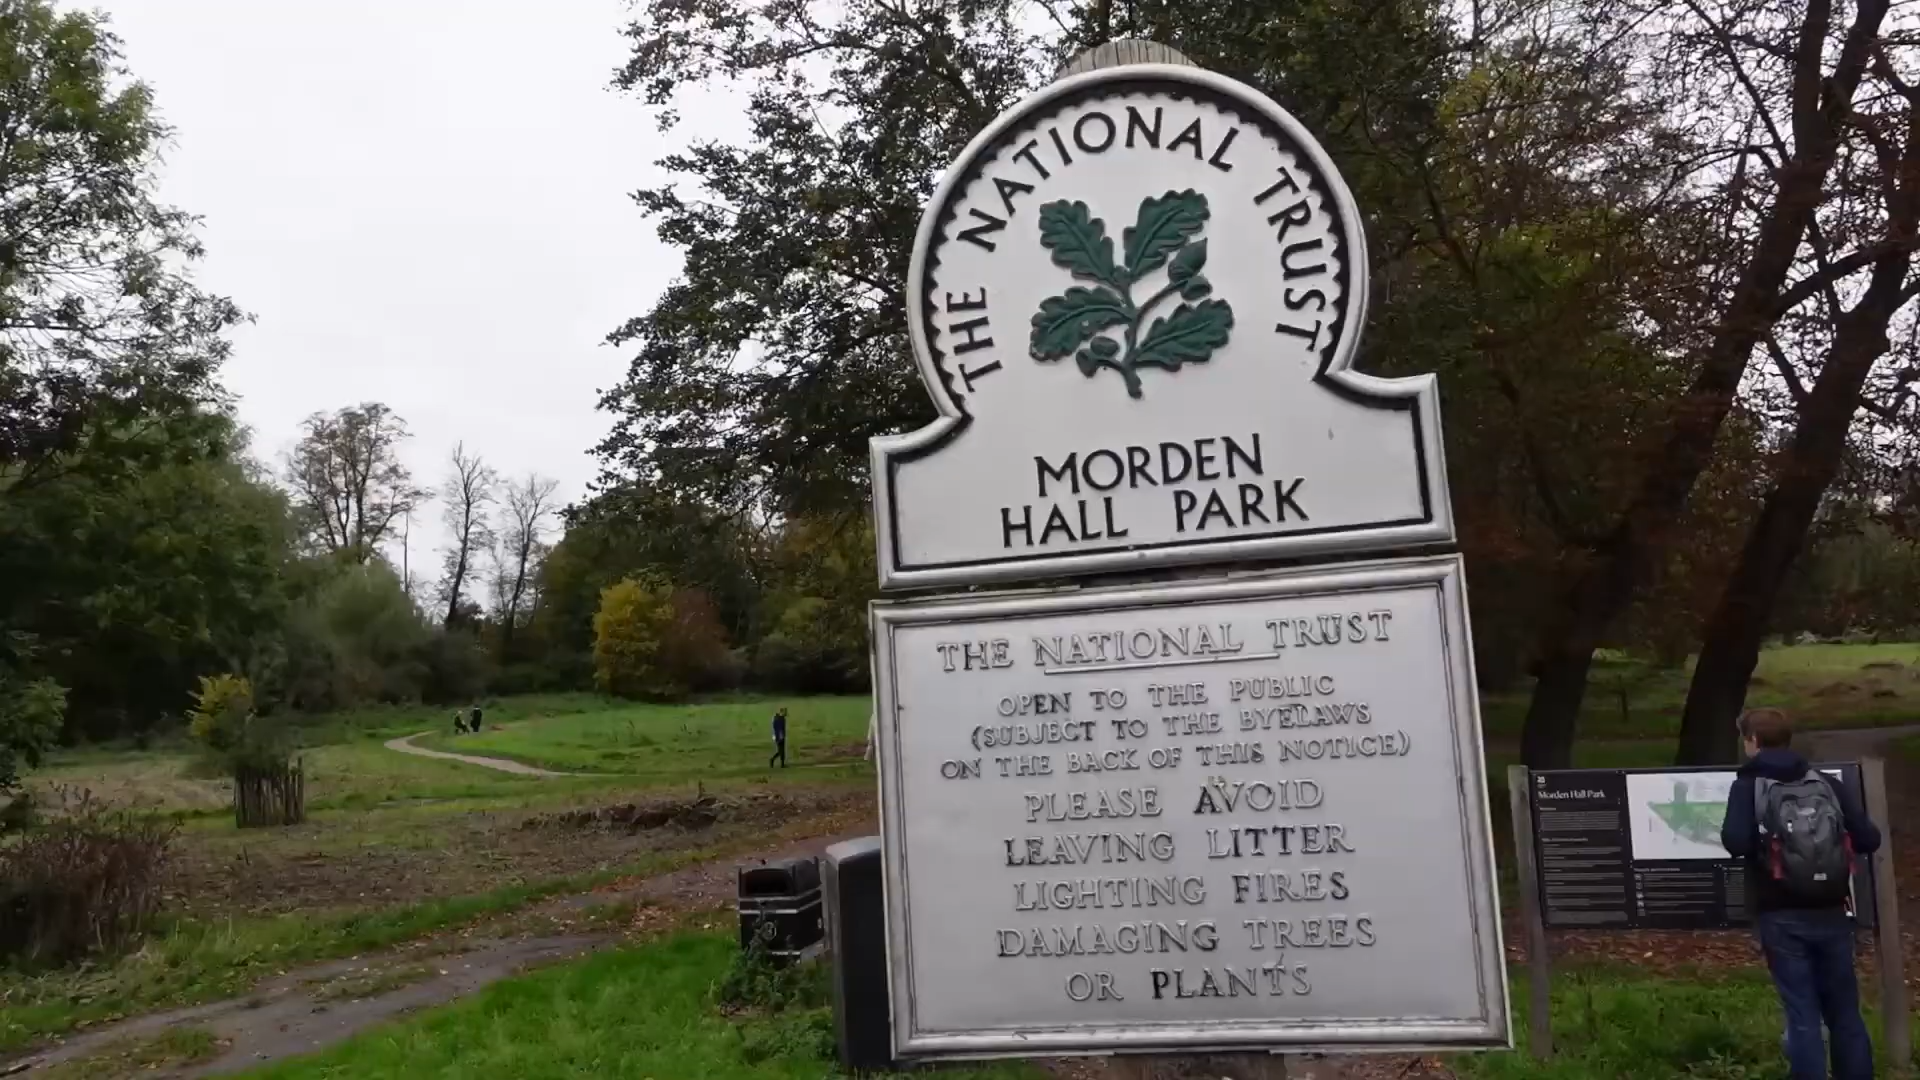 THE NATIONAL TRUST
MORDEN
HALL PARK
THE NATIONAL TRUST
OPEN TO THE PUBLIC
(SUBJECT TO THE BYELAWS
ON THE BACK OF THIS NOTICE)
PLEASE AVOID
LEAVING LITTER
LIGHTING FIRES
DAMAGING TREES
OR PLANTS
Morden Hall Park